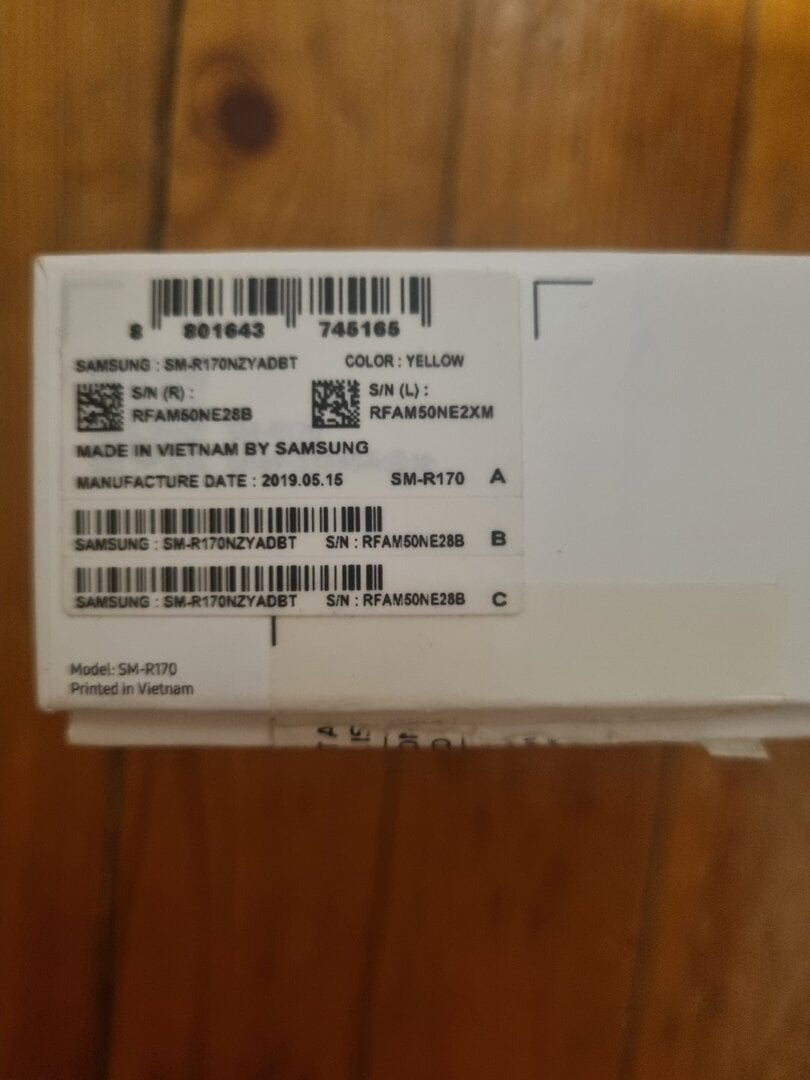 8 801643 745165
SAMSUNG : SM-R170NZYADBT COLOR : YELLOW
S/N (R) : S/N (L) :
RFAM50NE28B RFAM50NE2XM
MADE IN VIETNAM BY SAMSUNG
MANUFACTURE DATE : 2019.05.15 SM-R170 A
SAMSUNG : SM-R170NZYADBT S/N : RFAM50NE28B B
SAMSUNG : SM-R170NZYADBT S/N : RFAM50NE28B C
Model: SM-R170
Printed in Vietnam